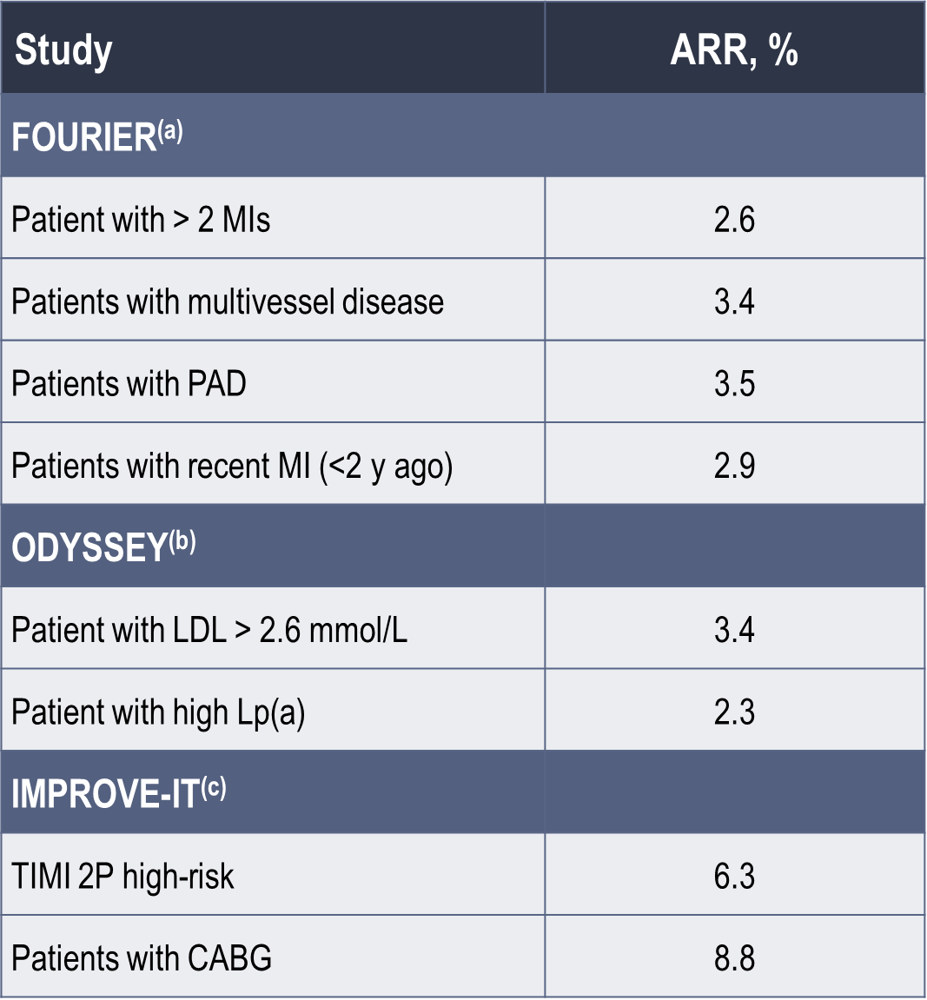 Study ARR, %
FOURIER(a)
Patient with > 2 MIs 2.6
Patients with multivessel disease 3.4
Patients with PAD 3.5
Patients with recent MI (<2 y ago) 2.9
ODYSSEY(b)
Patient with LDL > 2.6 mmol/L 3.4
Patient with high Lp(a) 2.3
IMPROVE-IT(c)
TIMI 2P high-risk 6.3
Patients with CABG 8.8